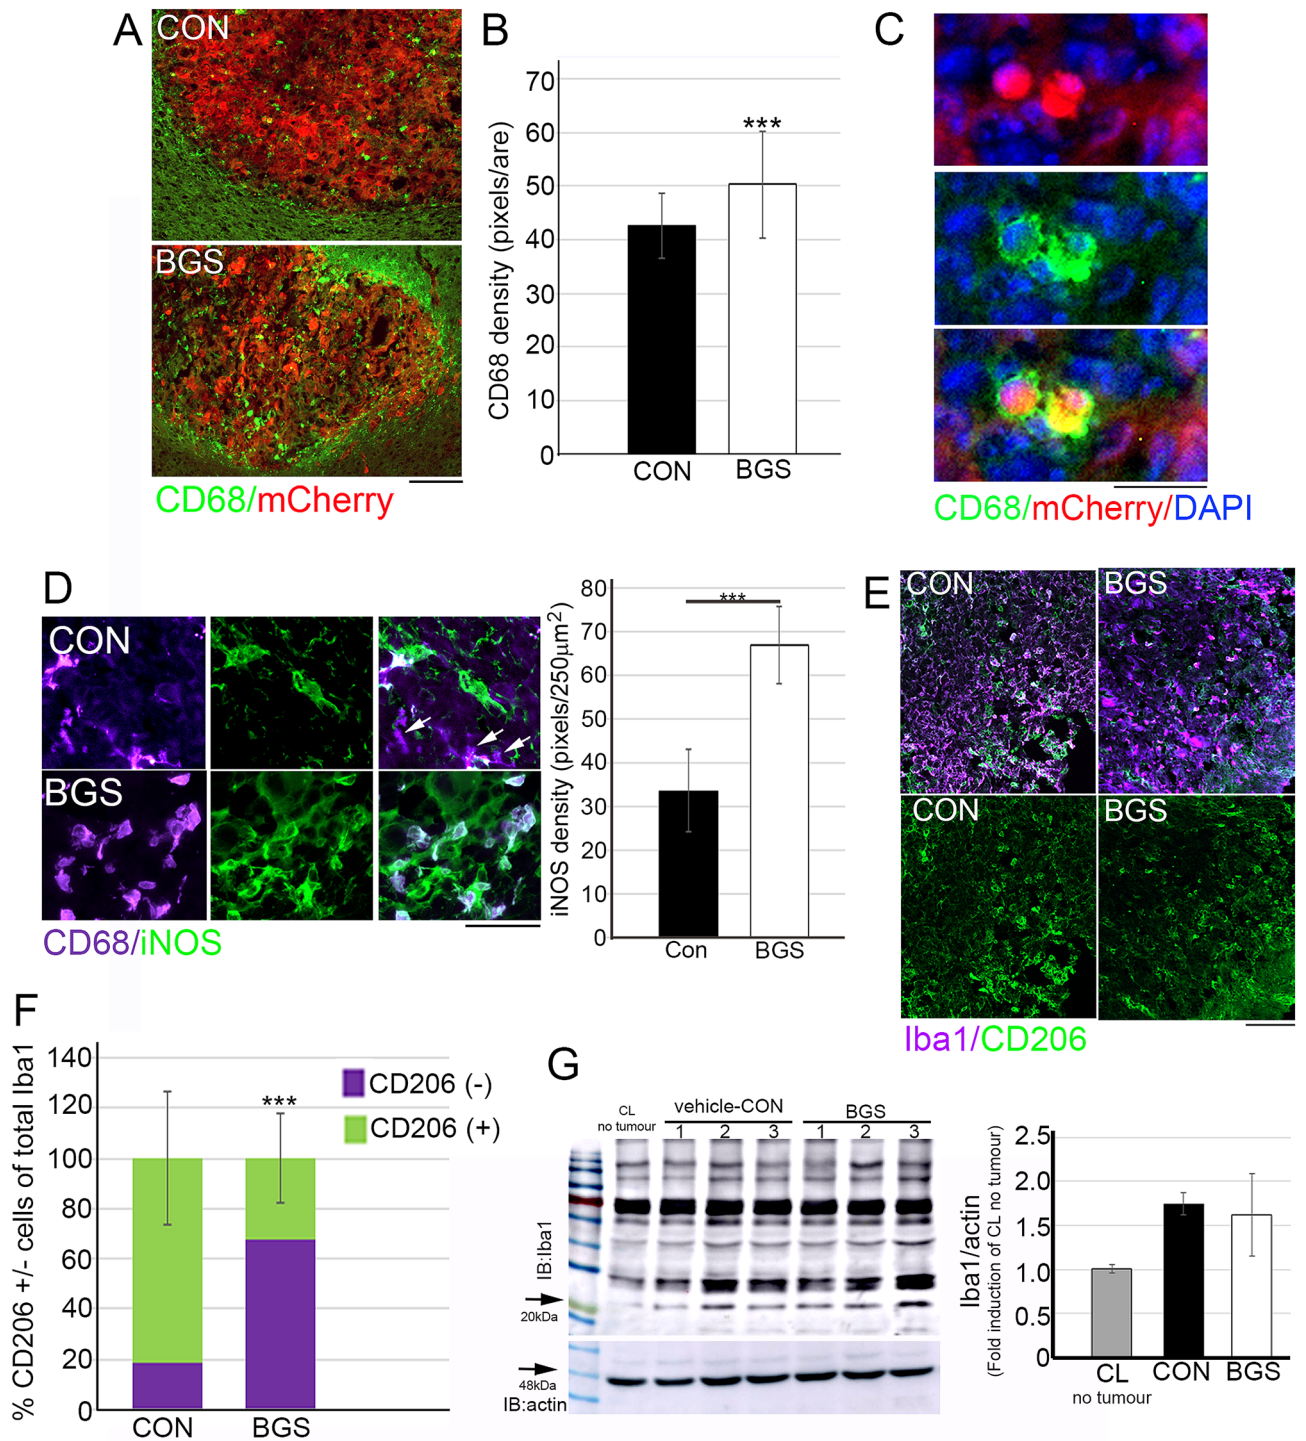 A
CON
BGS
CD68/mCherry
B
CD68 density (pixels/are)
70
60
50
40
30
20
10
0
***
CON
BGS
C
CD68/mCherry/DAPI
D
CON
BGS
CD68/iNOS
iNOS density (pixels/250µm²)
80
70
60
50
40
30
20
10
0
***
Con
BGS
E
CON
BGS
CON
BGS
Iba1/CD206
F
% CD206 +/- cells of total Iba1
140
120
100
80
60
40
20
0
***
CD206 (-)
CD206 (+)
CON
BGS
G
CL
no tumour
vehicle-CON
BGS
1 2 3 1 2 3
IB:Iba1
20kDa
48kDa
IB:actin
Iba1/actin
(Fold induction of CL no tumour)
2.5
2.0
1.5
1.0
0.5
0
CL
no tumour
CON
BGS